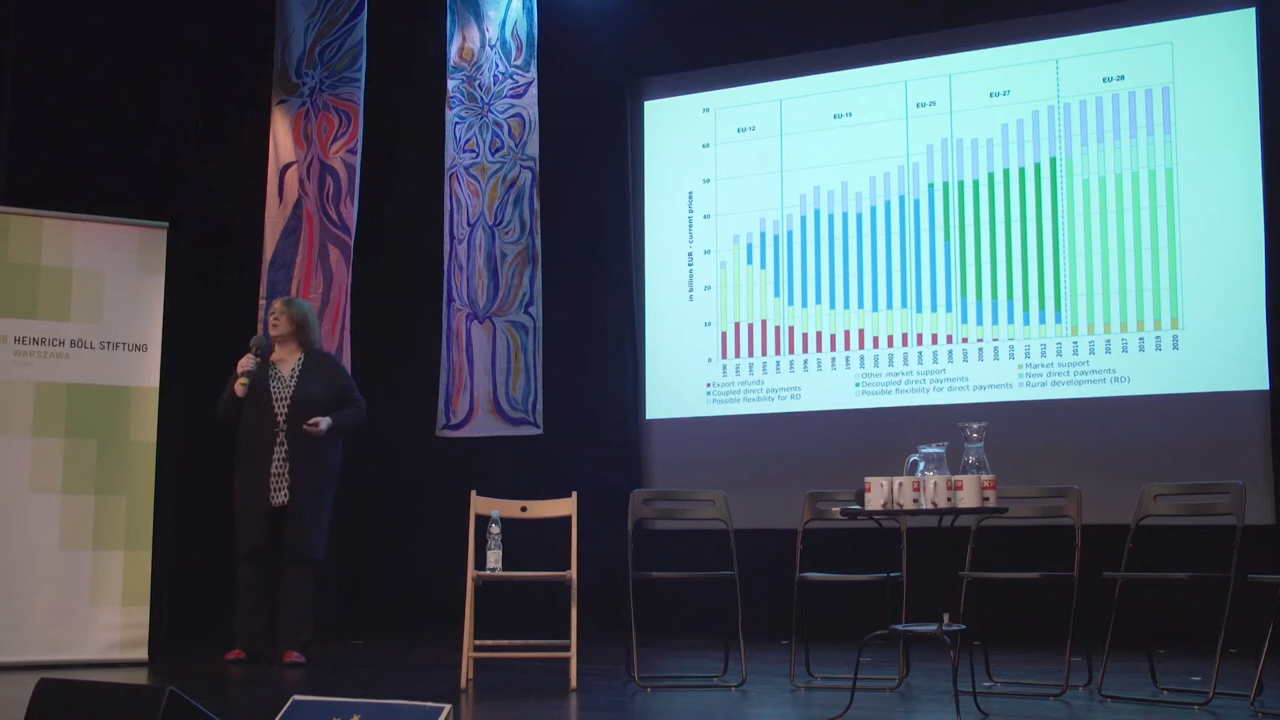 HEINRICH BÖLL STIFTUNG
WARSZAWA
EU-12
EU-15
EU-25
EU-27
EU-28
in billion EUR - current prices
70
60
50
40
30
20
10
0
1990 1991 1992 1993 1994 1995 1996 1997 1998 1999 2000 2001 2002 2003 2004 2005 2006 2007 2008 2009 2010 2011 2012 2013 2014 2015 2016 2017 2018 2019 2020
Export refunds
Other market support
Market support
Coupled direct payments
Decoupled direct payments
New direct payments
Possible flexibility for RD
Possible flexibility for direct payments
Rural development (RD)